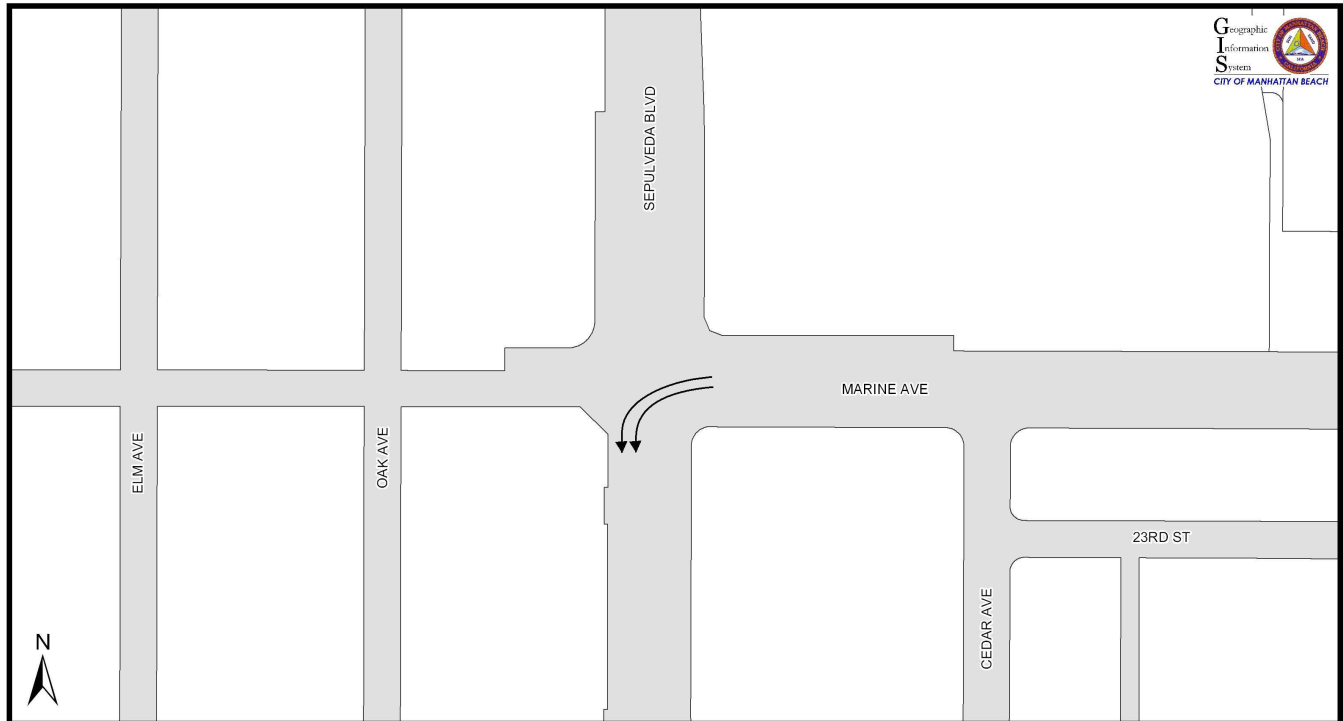 Geographic
Information
System
CITY OF MANHATTAN BEACH
SEPULVEDA BLVD
MARINE AVE
ELM AVE
OAK AVE
23RD ST
CEDAR AVE
N